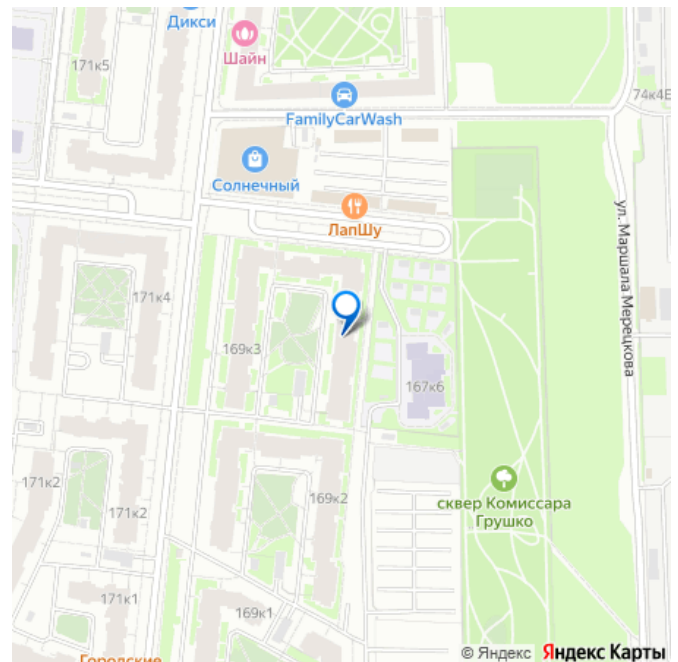 Дикси
Шайн
171к5
74к4Е
FamilyCarWash
Солнечный
ЛапШу
ул. Маршала Мерецкова
171к4
169к3
167к6
171к2
171к2
169к2
сквер Комиссара
Грушко
171к1
169к1
Городские
© Яндекс Яндекс Карты